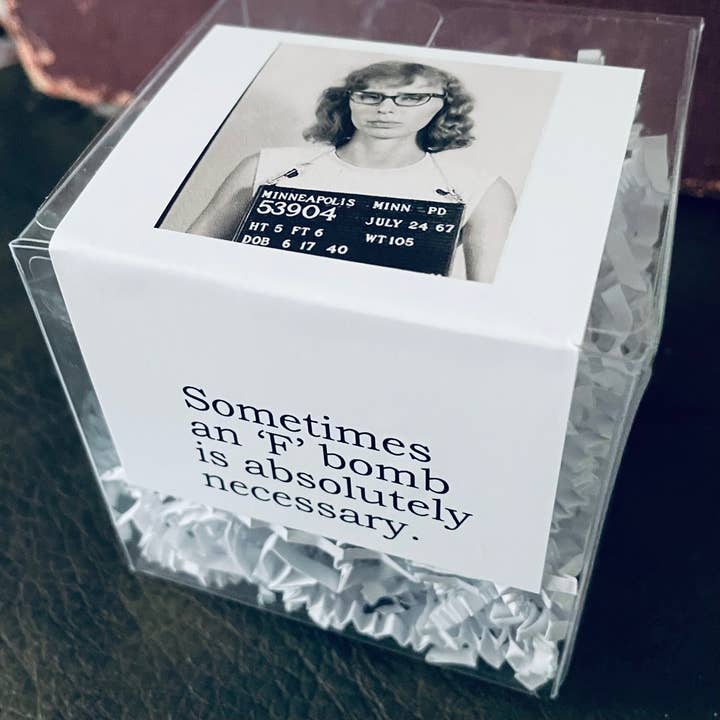 MINNEAPOLIS MINN PD
53904 JULY 24 67
HT 5 FT 6 WT 105
DOB 6 17 40
Sometimes
an ‘F’ bomb
is absolutely
necessary.